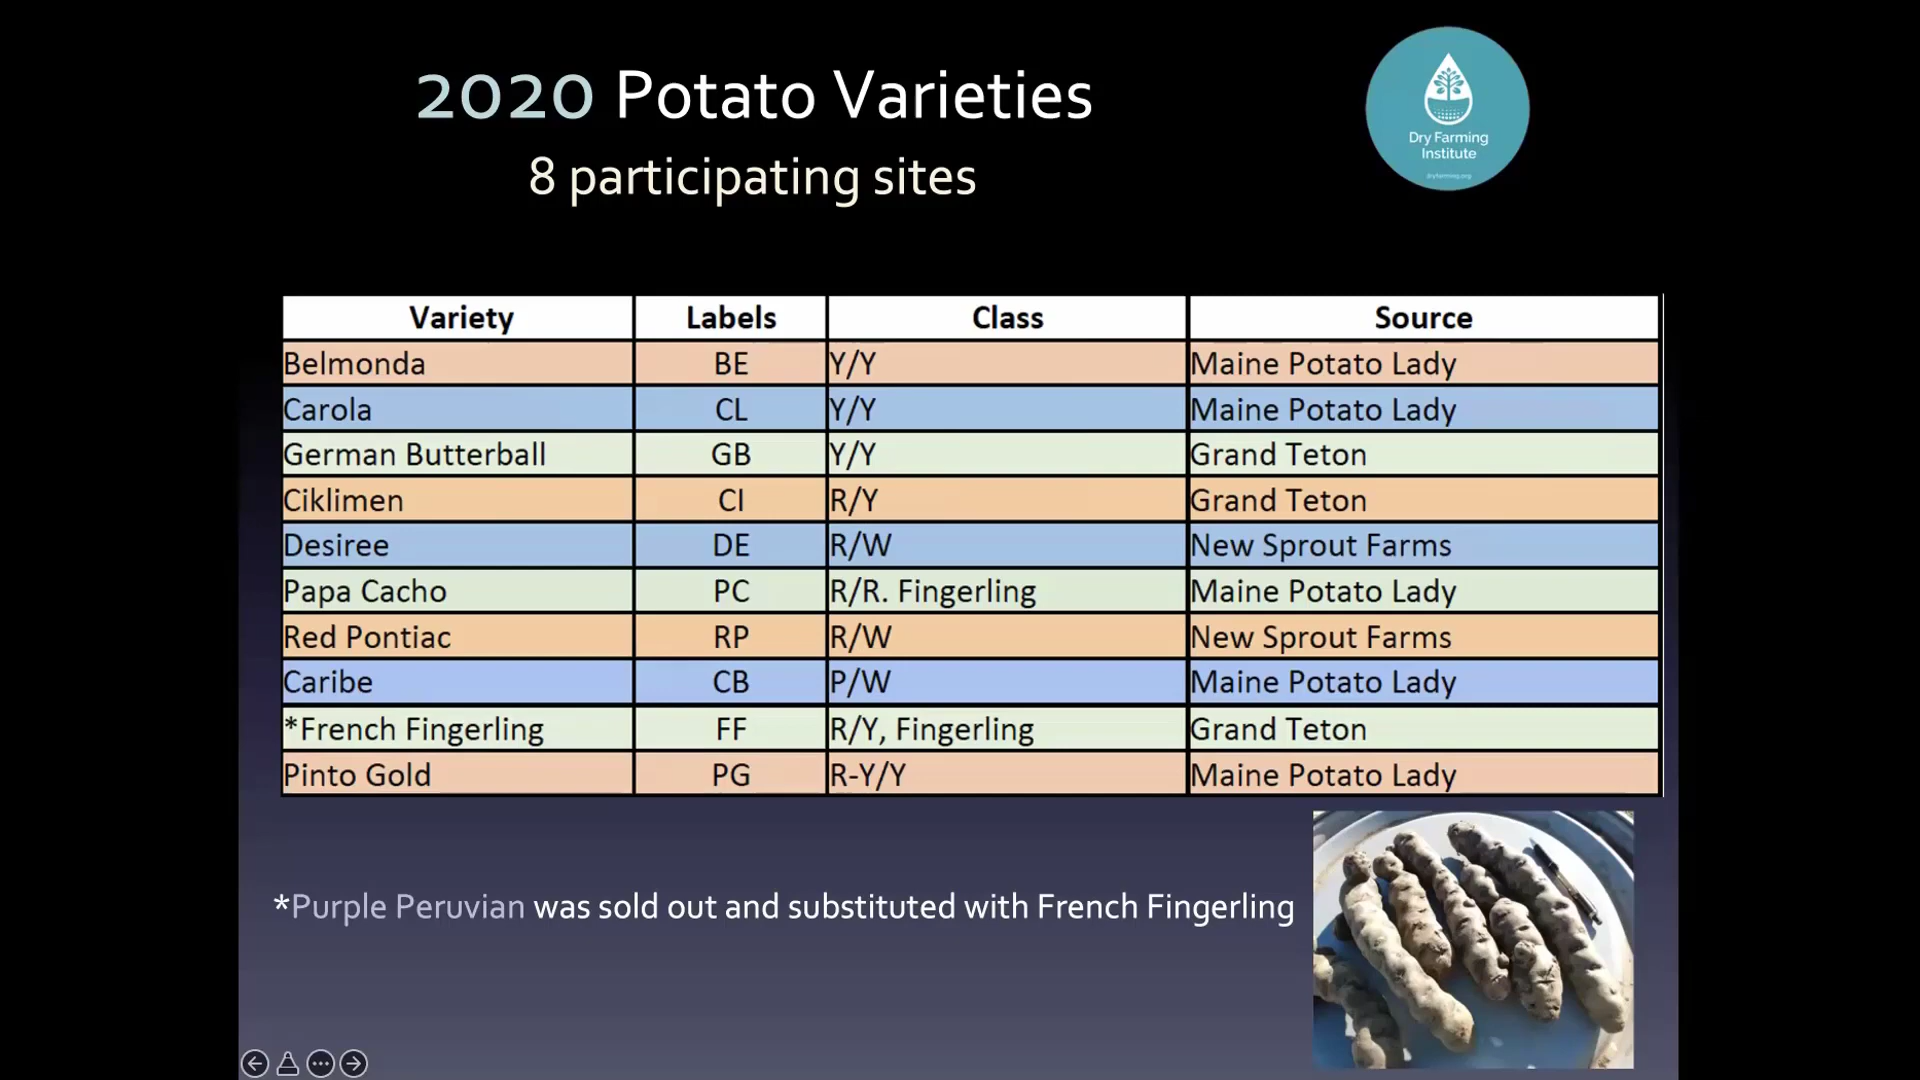 2020 Potato Varieties
8 participating sites
Dry Farming
Institute
dryfarming.org
Variety Labels Class Source
Belmonda BE Y/Y Maine Potato Lady
Carola CL Y/Y Maine Potato Lady
German Butterball GB Y/Y Grand Teton
Ciklimen CI R/Y Grand Teton
Desiree DE R/W New Sprout Farms
Papa Cacho PC R/R. Fingerling Maine Potato Lady
Red Pontiac RP R/W New Sprout Farms
Caribe CB P/W Maine Potato Lady
*French Fingerling FF R/Y, Fingerling Grand Teton
Pinto Gold PG R-Y/Y Maine Potato Lady
*Purple Peruvian was sold out and substituted with French Fingerling